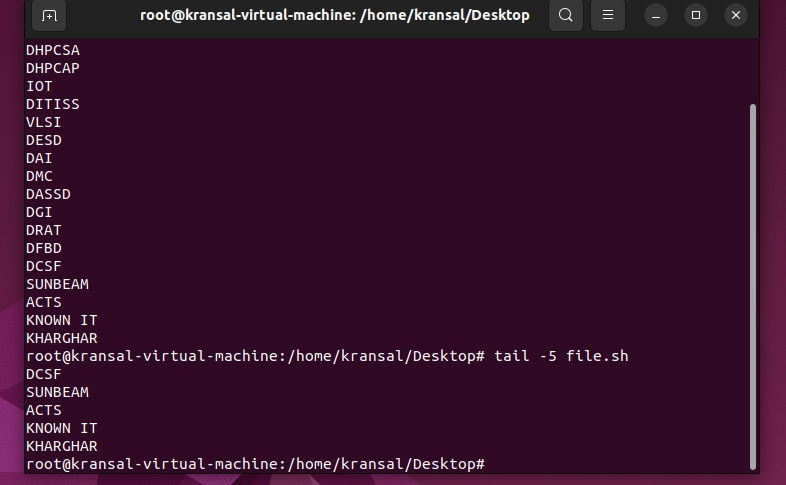 root@kransal-virtual-machine: /home/kransal/Desktop
DHPCSA
DHPCAP
IOT
DITISS
VLSI
DESD
DAI
DMC
DASSD
DGI
DRAT
DFBD
DCSF
SUNBEAM
ACTS
KNOWN IT
KHARGHAR
root@kransal-virtual-machine:/home/kransal/Desktop# tail -5 file.sh
DCSF
SUNBEAM
ACTS
KNOWN IT
KHARGHAR
root@kransal-virtual-machine:/home/kransal/Desktop#